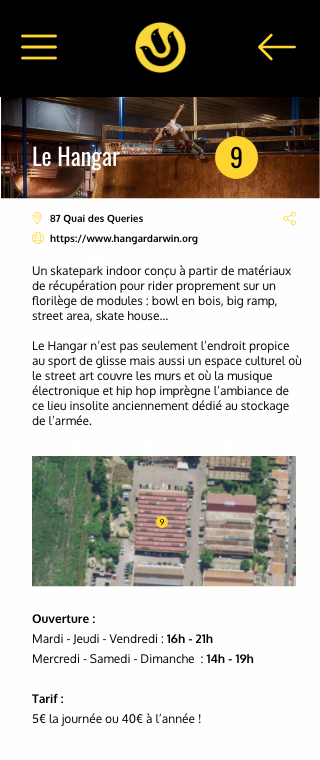 Le Hangar
9
87 Quai des Queries
https://www.hangardarwin.org
Un skatepark indoor conçu à partir de matériaux
de récupération pour rider proprement sur un
florilège de modules : bowl en bois, big ramp,
street area, skate house...
Le Hangar n'est pas seulement l'endroit propice
au sport de glisse mais aussi un espace culturel où
le street art couvre les murs et où la musique
électronique et hip hop imprègne l'ambiance de
ce lieu insolite anciennement dédié au stockage
de l'armée.
9
Ouverture :
Mardi - Jeudi - Vendredi : 16h - 21h
Mercredi - Samedi - Dimanche : 14h - 19h
Tarif :
5€ la journée ou 40€ à l'année !